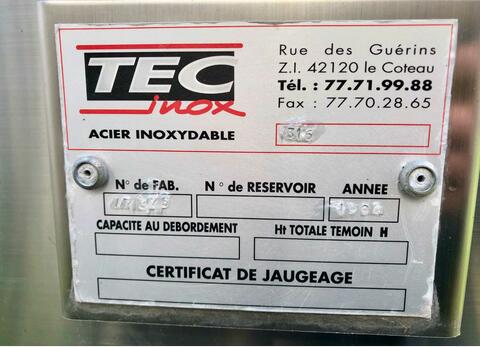 TEC
inox
ACIER INOXYDABLE
Rue des Guérins
Z.I. 42120 le Coteau
Tél. : 77.71.99.88
Fax : 77.70.28.65
316
N° de FAB.
N° de RESERVOIR
ANNEE
CAPACITE AU DEBORDEMENT
Ht TOTALE TEMOIN H
CERTIFICAT DE JAUGEAGE